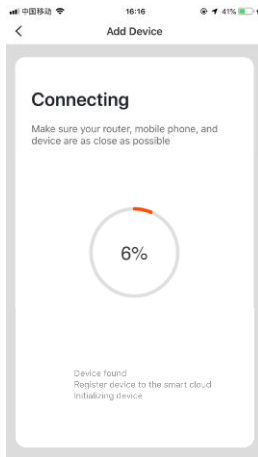 中国移动 16:16 41%
Add Device
Connecting
Make sure your router, mobile phone, and
device are as close as possible
6%
Device found
Register device to the smart cloud
Initializing device